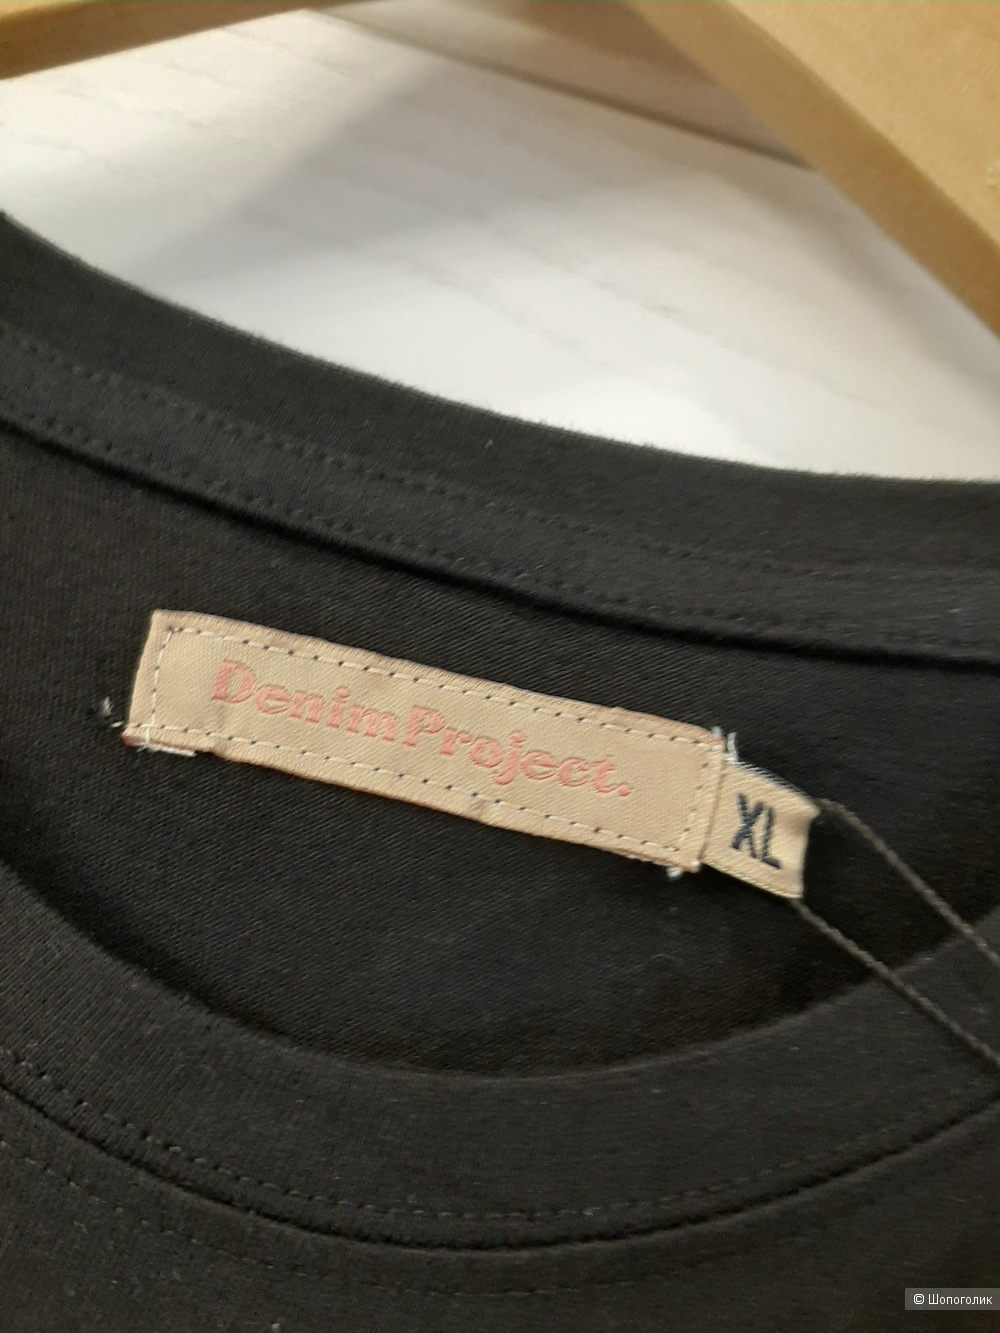 DenimProject.
XL
© Шопоголик